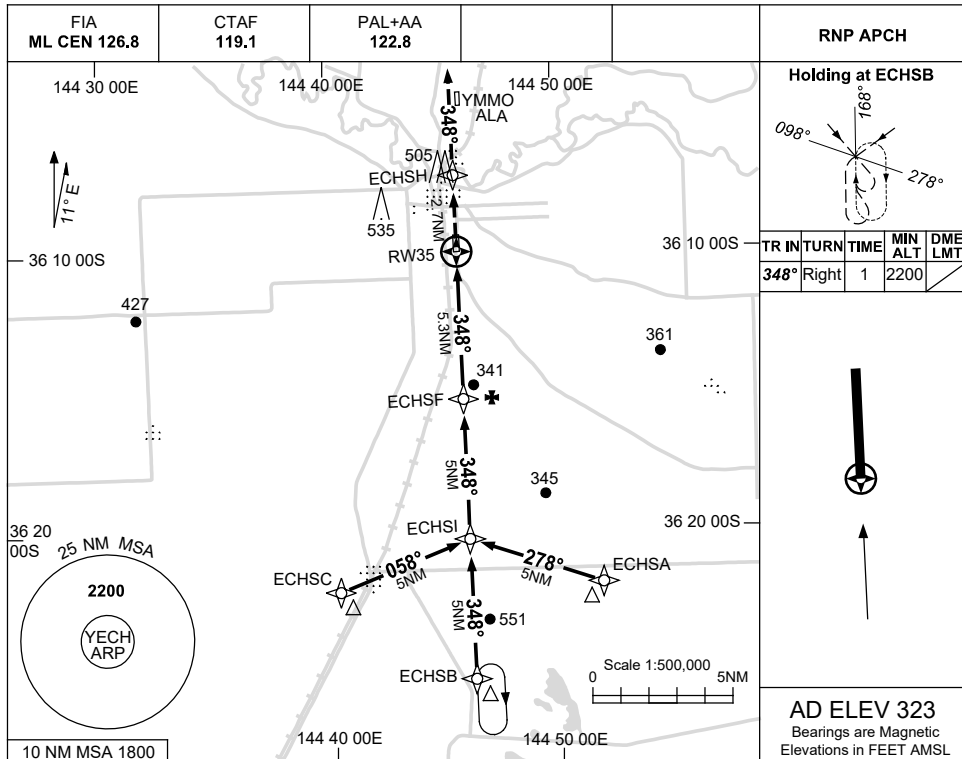 FIA
ML CEN 126.8
CTAF
119.1
PAL+AA
122.8
RNP APCH
144 30 00E
144 40 00E
144 50 00E
YMMO
ALA
348°
505
ECHSH
11° E
535
2.7NM
RW35
36 10 00S
36 10 00S
427
348°
5.3NM
361
341
ECHSF
348°
5NM
345
36 20
00S
ECHSI
36 20 00S
25 NM MSA
2200
YECH
ARP
ECHSC
058°
5NM
278°
5NM
ECHSA
348°
5NM
551
ECHSB
Scale 1:500,000
0
5NM
144 40 00E
144 50 00E
10 NM MSA 1800
Holding at ECHSB
168°
098°
278°
TR IN TURN TIME MIN ALT DME LMT
348° Right 1 2200
AD ELEV 323
Bearings are Magnetic
Elevations in FEET AMSL